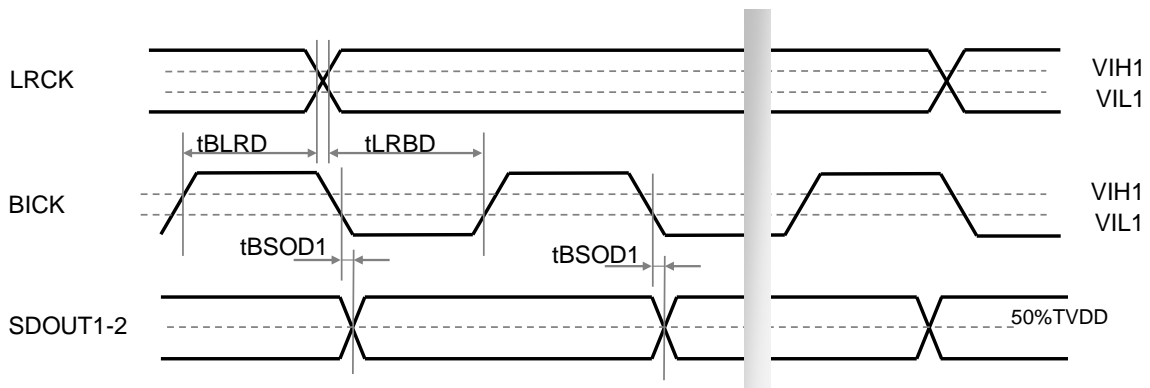 LRCK
VIH1
VIL1
tBLRD
tLRBD
BICK
VIH1
VIL1
tBSOD1
tBSOD1
SDOUT1-2
50%TVDD